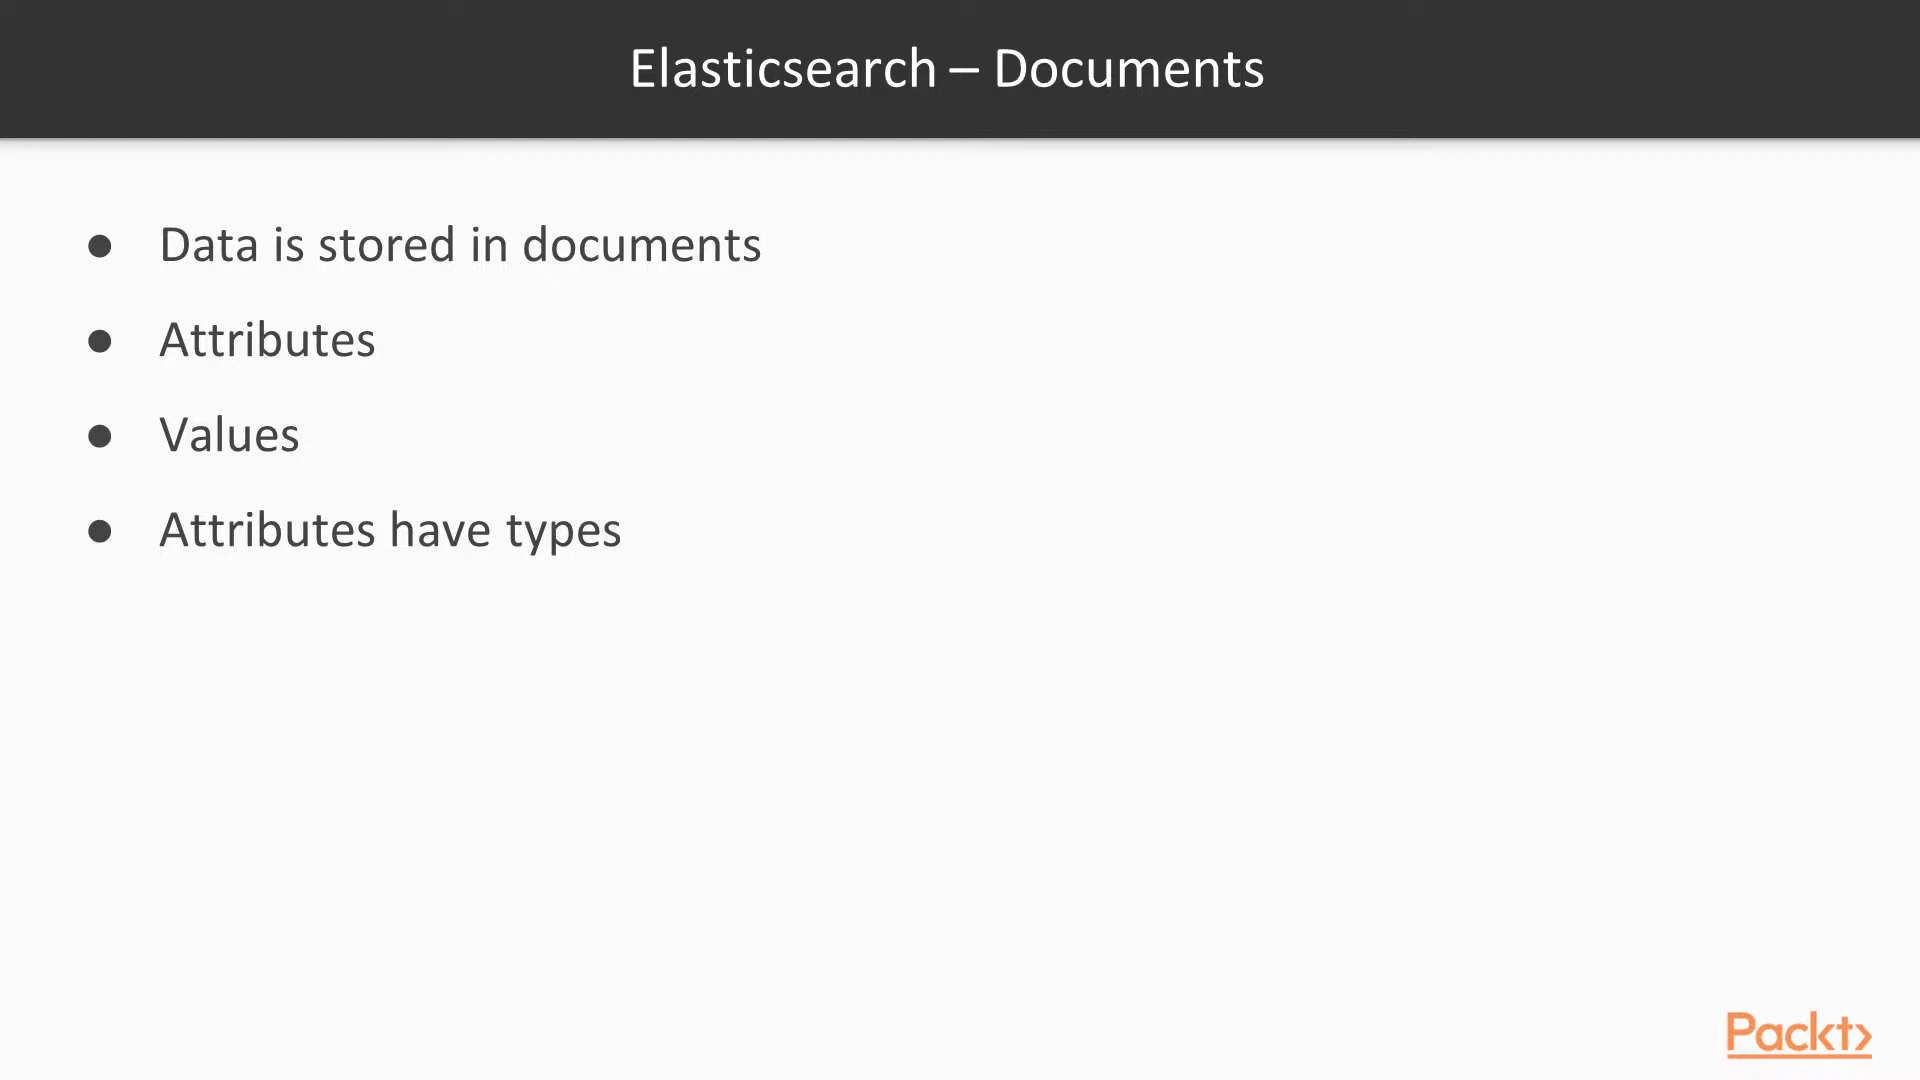 Elasticsearch – Documents
● Data is stored in documents
● Attributes
● Values
● Attributes have types
Packt>